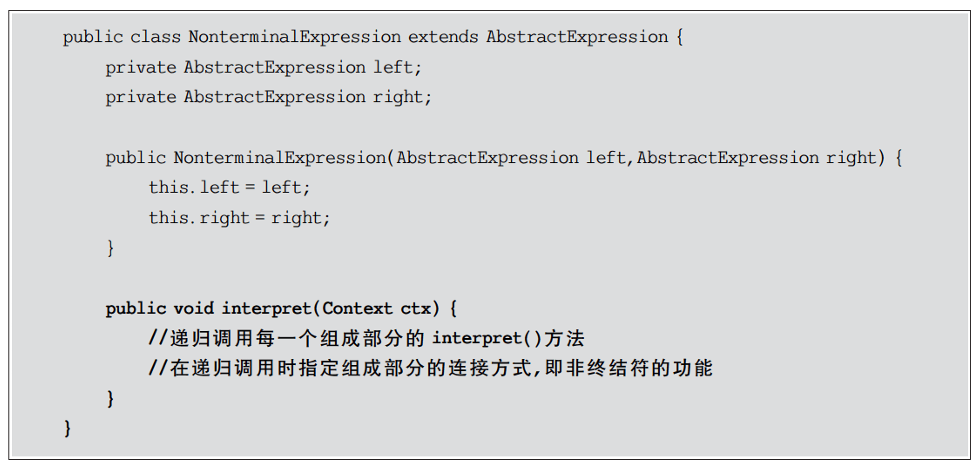 public class NonterminalExpression extends AbstractExpression {
    private AbstractExpression left;
    private AbstractExpression right;

    public NonterminalExpression(AbstractExpression left,AbstractExpression right) {
        this.left = left;
        this.right = right;
    }

    public void interpret(Context ctx) {
        //递归调用每一个组成部分的 interpret()方法
        //在递归调用时指定组成部分的连接方式,即非终结符的功能
    }
}